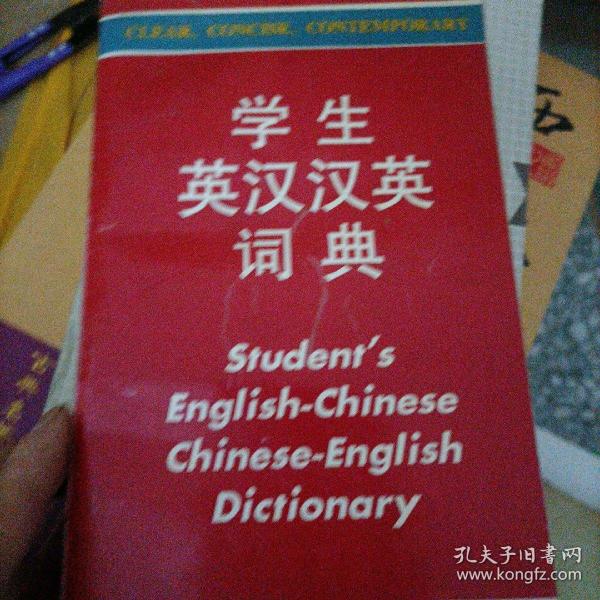 CLEAR, CONCISE, CONTEMPORARY
学生
英汉汉英
词典
Student's
English-Chinese
Chinese-English
Dictionary
孔夫子旧书网
www.kongfz.com